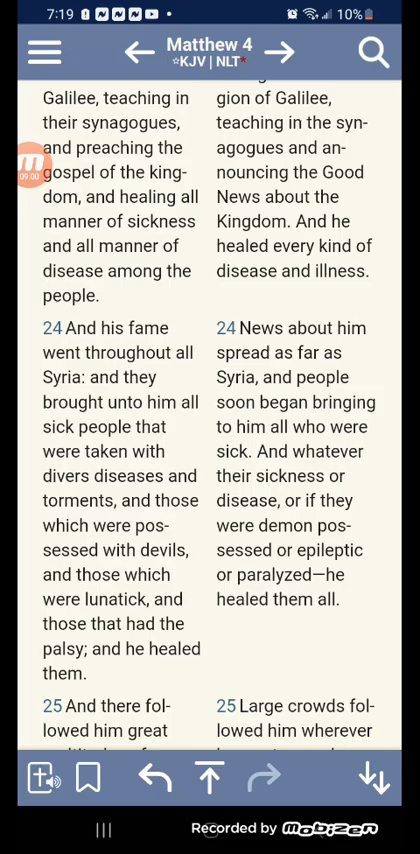 7:19 10%
Matthew 4
☆KJV | NLT*
Galilee, teaching in
their synagogues,
and preaching the
gospel of the king-
dom, and healing all
manner of sickness
and all manner of
disease among the
people.
24 And his fame
went throughout all
Syria: and they
brought unto him all
sick people that
were taken with
divers diseases and
torments, and those
which were pos-
sessed with devils,
and those which
were lunatick, and
those that had the
palsy; and he healed
them.
25 And there fol-
lowed him great
gion of Galilee,
teaching in the syn-
agogues and an-
nouncing the Good
News about the
Kingdom. And he
healed every kind of
disease and illness.
24 News about him
spread as far as
Syria, and people
soon began bringing
to him all who were
sick. And whatever
their sickness or
disease, or if they
were demon pos-
sessed or epileptic
or paralyzed—he
healed them all.
25 Large crowds fol-
lowed him wherever
m
09:00
Recorded by mobizen